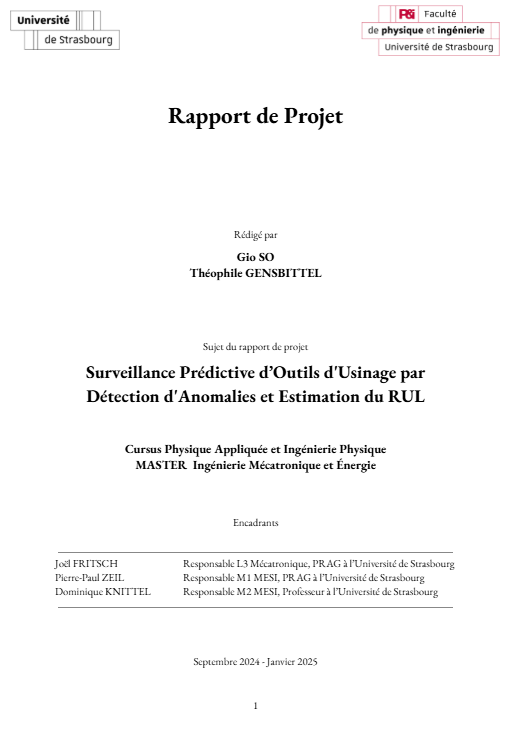 Université
de Strasbourg
P&i Faculté
de physique et ingénierie
Université de Strasbourg
Rapport de Projet
Rédigé par
Gio SO
Théophile GENSBITTEL
Sujet du rapport de projet
Surveillance Prédictive d’Outils d'Usinage par
Détection d'Anomalies et Estimation du RUL
Cursus Physique Appliquée et Ingénierie Physique
MASTER Ingénierie Mécatronique et Énergie
Encadrants
Joël FRITSCH Responsable L3 Mécatronique, PRAG à l’Université de Strasbourg
Pierre-Paul ZEIL Responsable M1 MESI, PRAG à l’Université de Strasbourg
Dominique KNITTEL Responsable M2 MESI, Professeur à l’Université de Strasbourg
Septembre 2024 - Janvier 2025
1